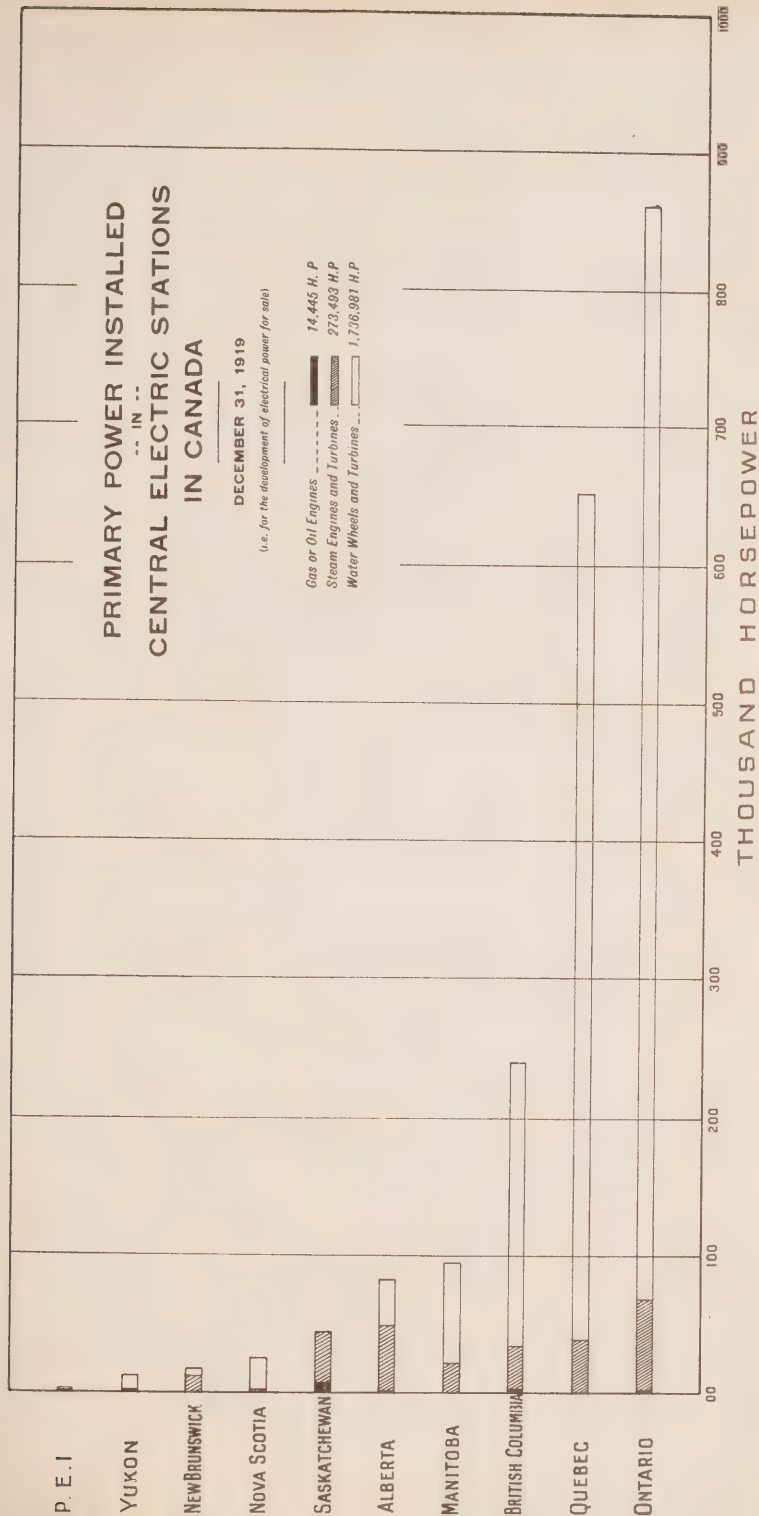 PRIMARY POWER INSTALLED
-- IN --
CENTRAL ELECTRIC STATIONS
IN CANADA
DECEMBER 31, 1919
(i.e. for the development of electrical power for sale)
Gas or Oil Engines ------- 14,445 H. P
Steam Engines and Turbines .. 273,493 H.P
Water Wheels and Turbines ... 1,736,981 H.P
P. E. I
YUKON
NEW BRUNSWICK
NOVA SCOTIA
SASKATCHEWAN
ALBERTA
MANITOBA
BRITISH COLUMBIA
QUEBEC
ONTARIO
00 100 200 300 400 500 600 700 800 900 1000
THOUSAND HORSEPOWER